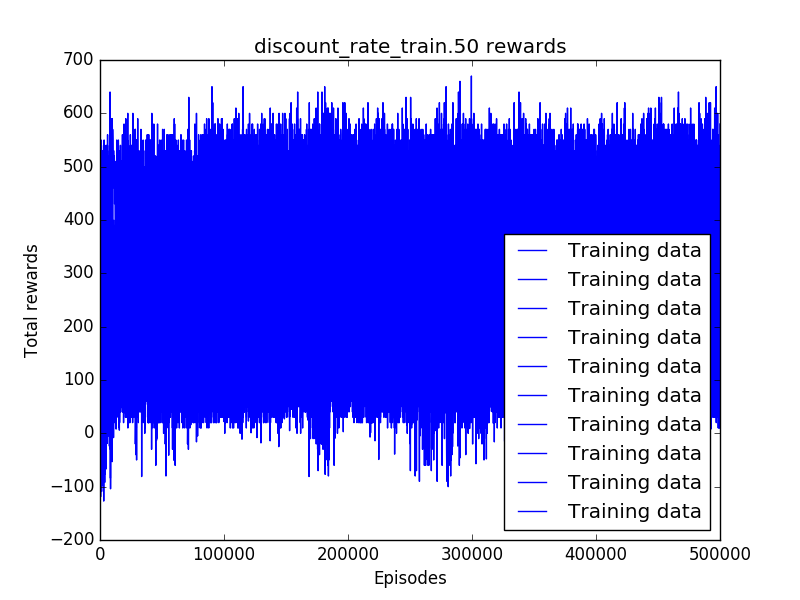 discount_rate_train.50 rewards
700
600
500
400
300
200
100
0
−100
−200
Total rewards
Training data
Training data
Training data
Training data
Training data
Training data
Training data
Training data
Training data
Training data
0 100000 200000 300000 400000 500000
Episodes